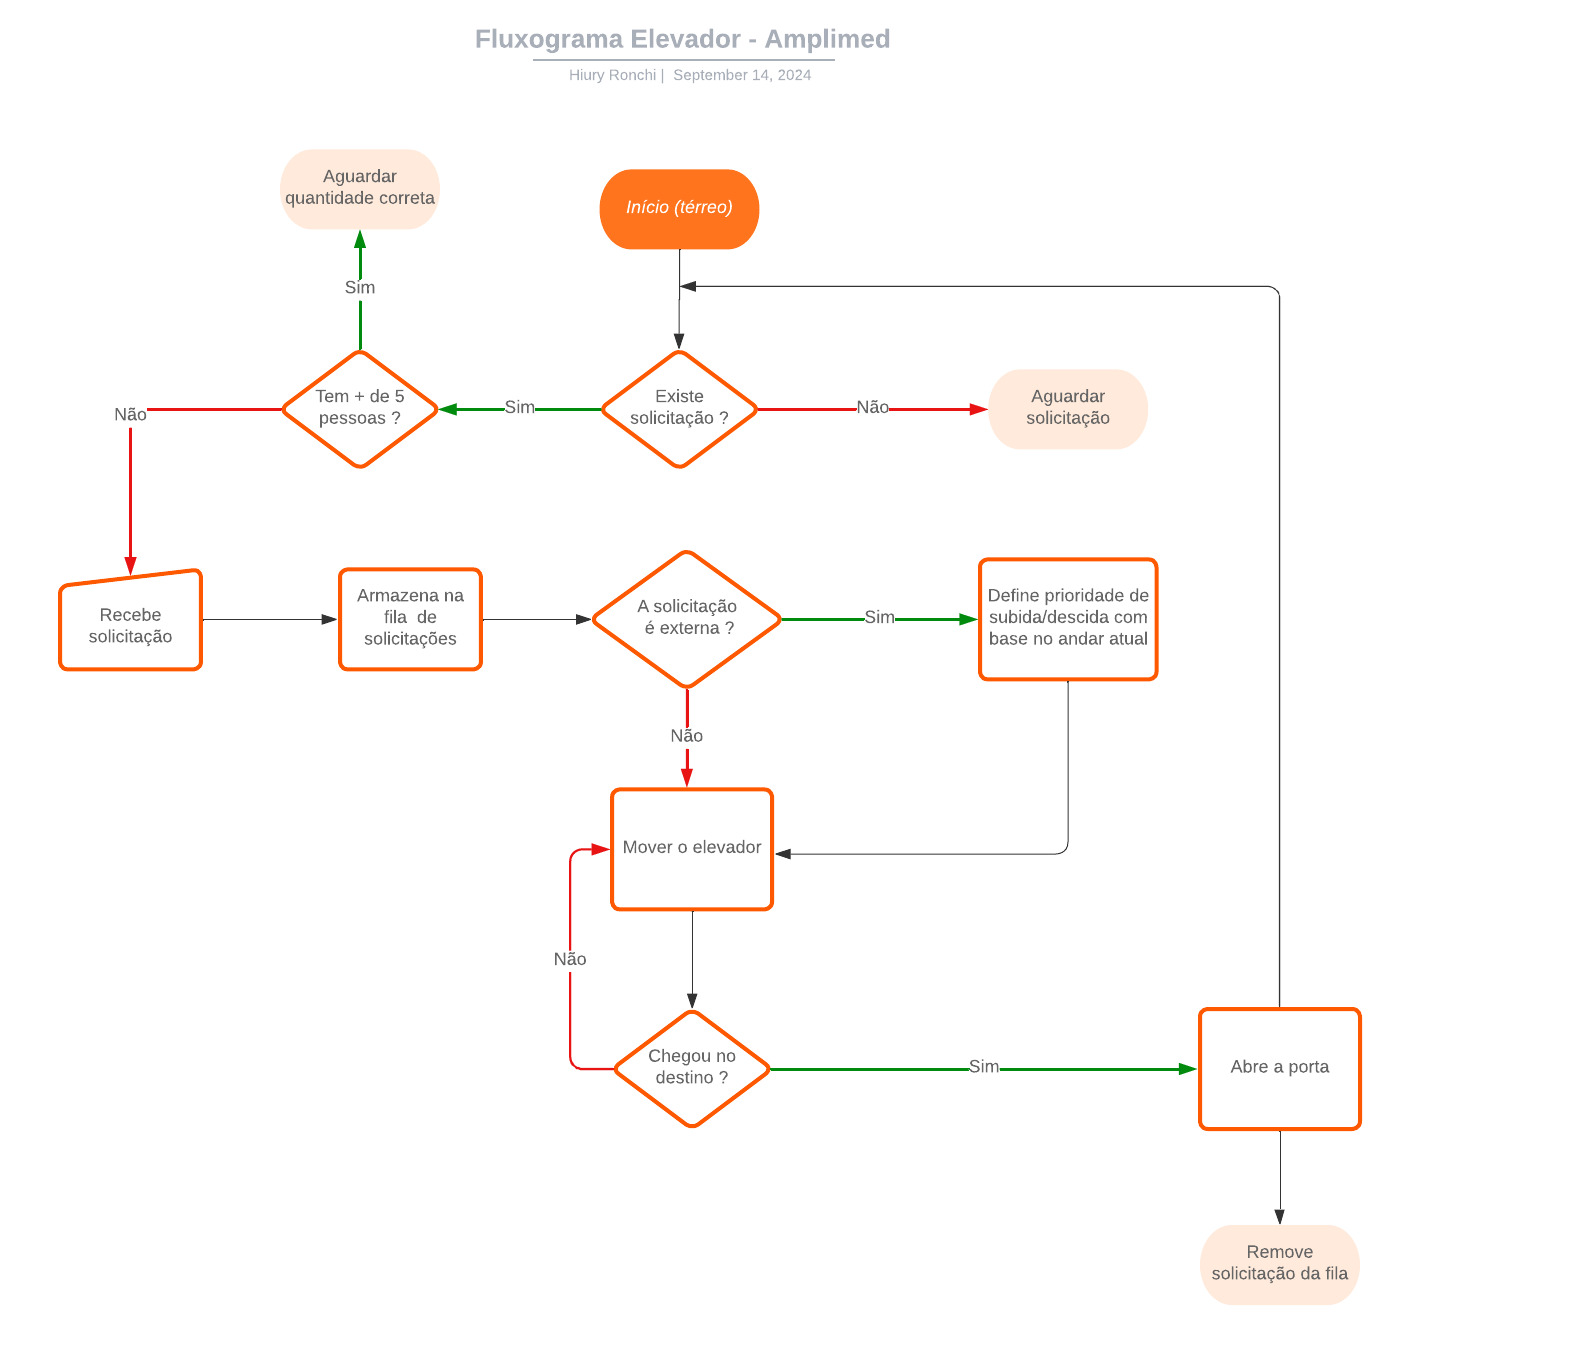 Fluxograma Elevador - Amplimed
Hiury Ronchi | September 14, 2024
Aguardar
quantidade correta
Início (térreo)
Sim
Tem + de 5
pessoas ?
Não
Sim
Existe
solicitação ?
Não
Aguardar
solicitação
Recebe
solicitação
Armazena na
fila de
solicitações
A solicitação
é externa ?
Sim
Define prioridade de
subida/descida com
base no andar atual
Não
Mover o elevador
Não
Chegou no
destino ?
Sim
Abre a porta
Remove
solicitação da fila